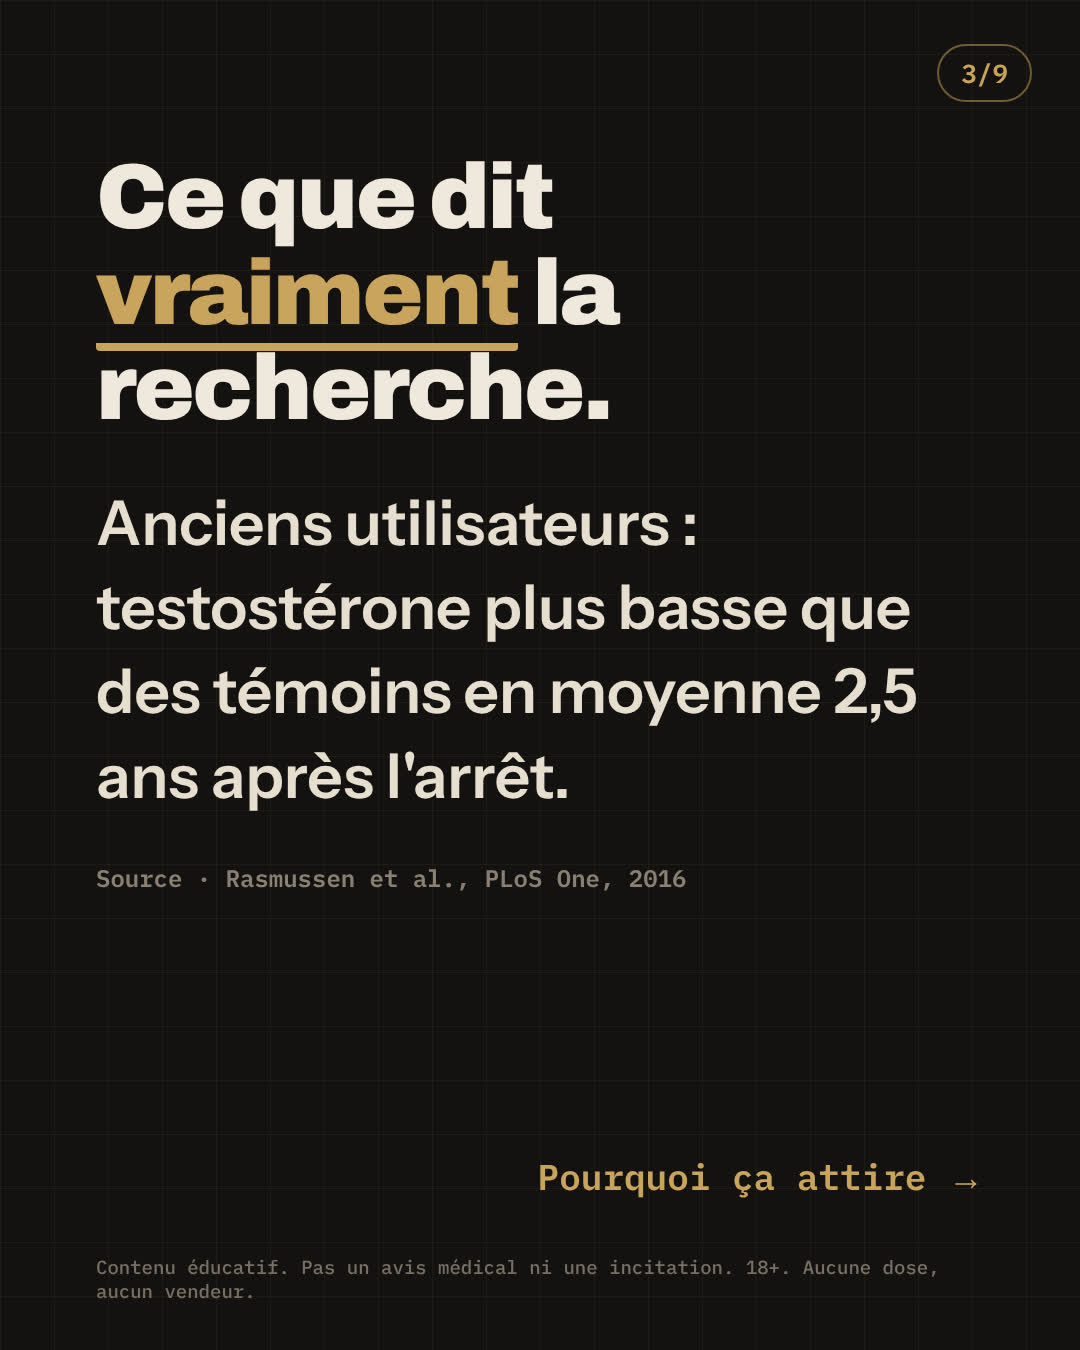 3/9
Ce que dit
vraiment la
recherche.
Anciens utilisateurs :
testostérone plus basse que
des témoins en moyenne 2,5
ans après l'arrêt.
Source · Rasmussen et al., PLoS One, 2016
Pourquoi ça attire →
Contenu éducatif. Pas un avis médical ni une incitation. 18+. Aucune dose,
aucun vendeur.